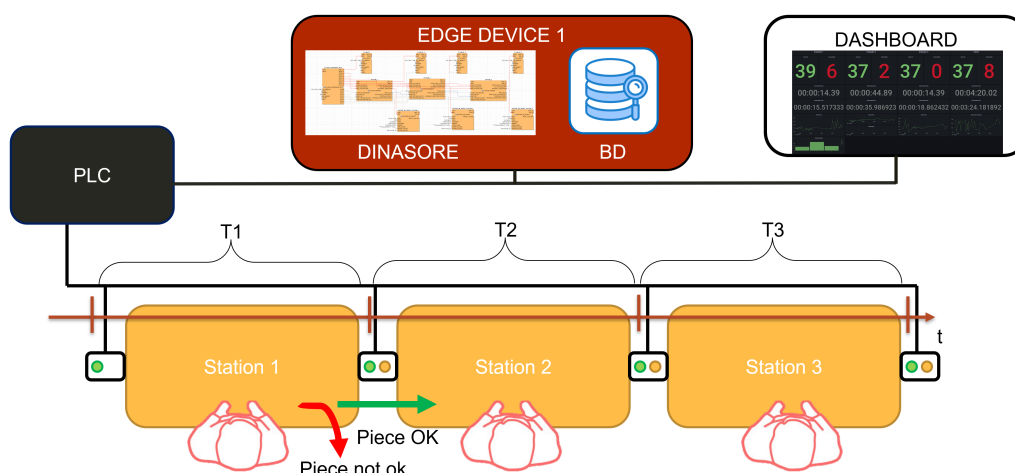 EDGE DEVICE 1
DINASORE
BD
DASHBOARD
39 6 37 2 37 0 37 8
00:00:14.39 00:00:44.89 00:00:14.39 00:04:20.02
00:00:15.517333 00:00:35.986923 00:00:18.862432 00:03:24.181892
PLC
T1
T2
T3
t
Station 1
Station 2
Station 3
Piece OK
Piece not ok